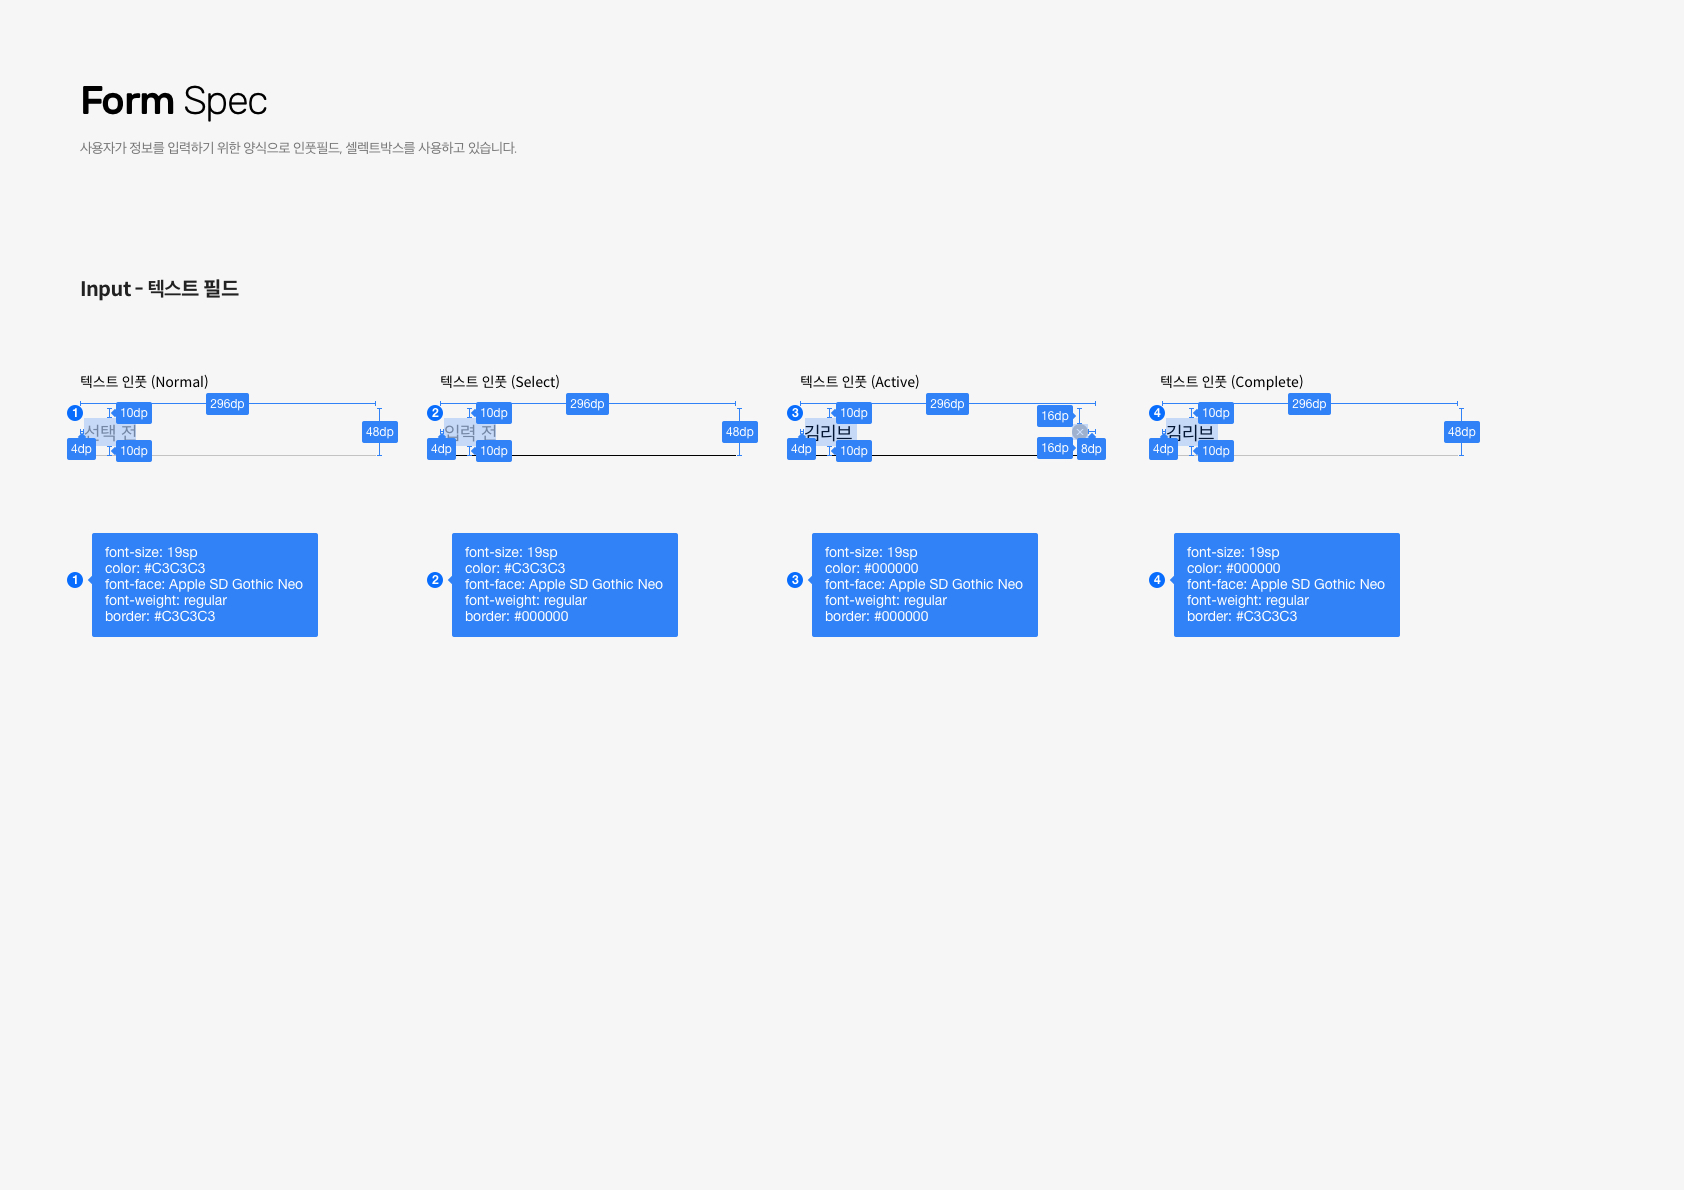 Form Spec
사용자가 정보를 입력하기 위한 양식으로 인풋필드, 셀렉트박스를 사용하고 있습니다.
Input - 텍스트 필드
텍스트 인풋 (Normal)
296dp
1
10dp
선택 전
48dp
4dp
10dp
텍스트 인풋 (Select)
296dp
2
10dp
입력 전
48dp
4dp
10dp
텍스트 인풋 (Active)
296dp
3
10dp
16dp
김리브
4dp
10dp
16dp
8dp
텍스트 인풋 (Complete)
296dp
4
10dp
김리브
48dp
4dp
10dp
1
font-size: 19sp
color: #C3C3C3
font-face: Apple SD Gothic Neo
font-weight: regular
border: #C3C3C3
2
font-size: 19sp
color: #C3C3C3
font-face: Apple SD Gothic Neo
font-weight: regular
border: #000000
3
font-size: 19sp
color: #000000
font-face: Apple SD Gothic Neo
font-weight: regular
border: #000000
4
font-size: 19sp
color: #000000
font-face: Apple SD Gothic Neo
font-weight: regular
border: #C3C3C3